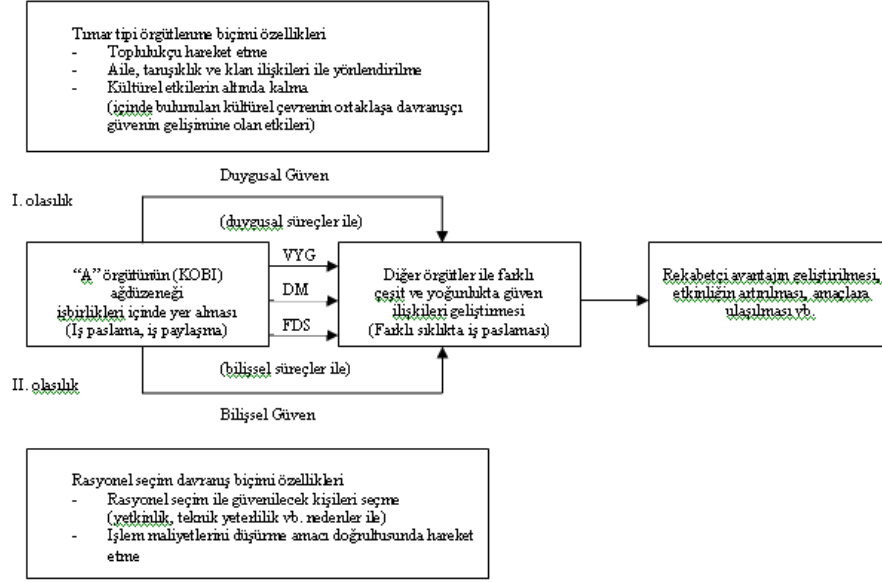 Tımar tipi örgütlenme biçimi özellikleri
- Toplulukçu hareket etme
- Aile, tanışıklık ve klan ilişkileri ile yönlendirilme
- Kültürel etkilerin altında kalma
(içinde bulunulan kültürel çevrenin ortaklaşa davranışçı
güvenin gelişimine olan etkileri)
Duygusal Güven
I. olasılık
(duygusal süreçler ile)
“A” örgütünün (KOBI)
ağdüzeneği
işbirlikleri içinde yer alması
(İş paslama, iş paylaşma)
VYG
DM
FDS
Diğer örgütler ile farklı
çeşit ve yoğunlukta güven
ilişkileri geliştirmesi
(Farklı sıklıkta iş paslaması)
Rekabetçi avantajın geliştirilmesi,
etkinliğin artırılması, amaçlara
ulaşılması vb.
(bilişsel süreçler ile)
II. olasılık
Bilişsel Güven
Rasyonel seçim davranış biçimi özellikleri
- Rasyonel seçim ile güvenilecek kişileri seçme
(yetkinlik, teknik yeterlilik vb. nedenler ile)
- İşlem maliyetlerini düşürme amacı doğrultusunda hareket
etme